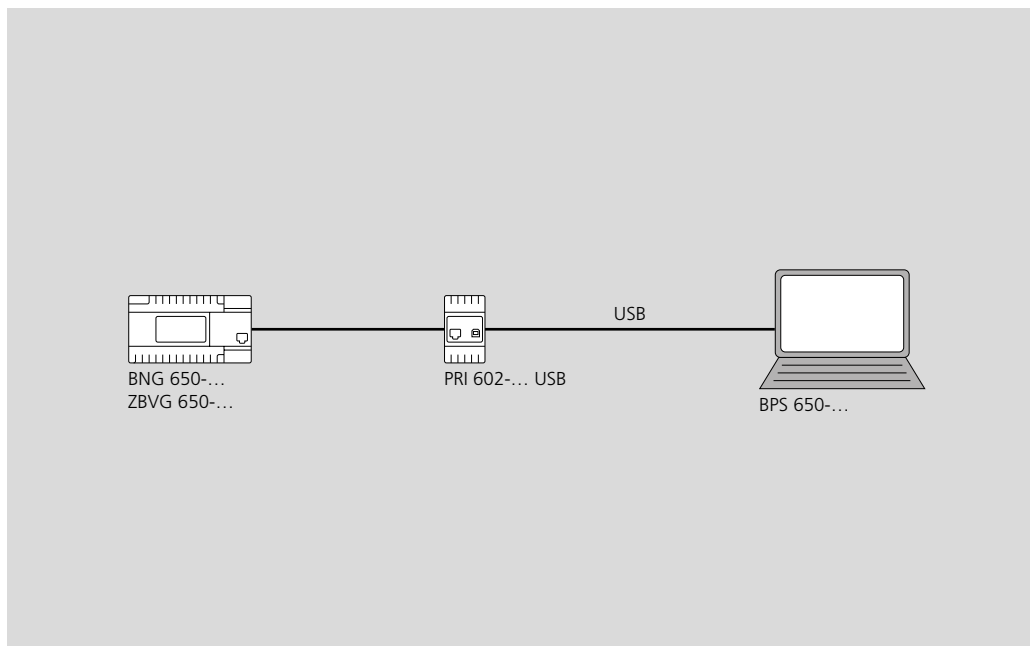 USB
BNG 650-…
ZBVG 650-…
PRI 602-… USB
BPS 650-…